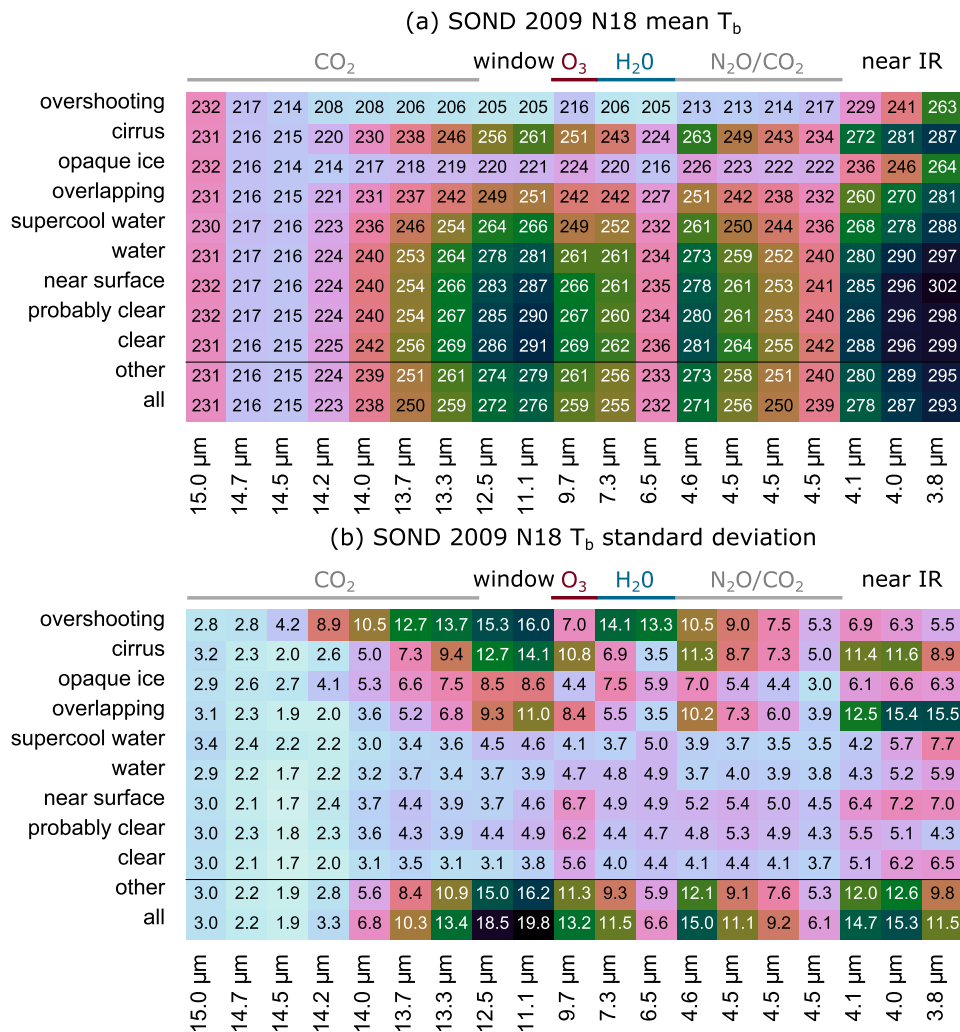 (a) SOND 2009 N18 mean Tb
CO2 window O3 H20 N2O/CO2 near IR
overshooting 232 217 214 208 208 206 206 205 205 216 206 205 213 213 214 217 229 241 263
cirrus 231 216 215 220 230 238 246 256 261 251 243 224 263 249 243 234 272 281 287
opaque ice 232 216 214 214 217 218 219 220 221 224 220 216 226 223 222 222 236 246 264
overlapping 231 216 215 221 231 237 242 249 251 242 242 227 251 242 238 232 260 270 281
supercool water 230 217 216 223 236 246 254 264 266 249 252 232 261 250 244 236 268 278 288
water 231 217 216 224 240 253 264 278 281 261 261 234 273 259 252 240 280 290 297
near surface 232 217 215 224 240 254 266 283 287 266 261 235 278 261 253 241 285 296 302
probably clear 232 217 215 224 240 254 267 285 290 267 260 234 280 261 253 240 286 296 298
clear 231 216 215 225 242 256 269 286 291 269 262 236 281 264 255 242 288 296 299
other 231 216 215 224 239 251 261 274 279 261 256 233 273 258 251 240 280 289 295
all 231 216 215 223 238 250 259 272 276 259 255 232 271 256 250 239 278 287 293
15.0 µm 14.7 µm 14.5 µm 14.2 µm 14.0 µm 13.7 µm 13.3 µm 12.5 µm 11.1 µm 9.7 µm 7.3 µm 6.5 µm 4.6 µm 4.5 µm 4.5 µm 4.5 µm 4.1 µm 4.0 µm 3.8 µm
(b) SOND 2009 N18 Tb standard deviation
CO2 window O3 H20 N2O/CO2 near IR
overshooting 2.8 2.8 4.2 8.9 10.5 12.7 13.7 15.3 16.0 7.0 14.1 13.3 10.5 9.0 7.5 5.3 6.9 6.3 5.5
cirrus 3.2 2.3 2.0 2.6 5.0 7.3 9.4 12.7 14.1 10.8 6.9 3.5 11.3 8.7 7.3 5.0 11.4 11.6 8.9
opaque ice 2.9 2.6 2.7 4.1 5.3 6.6 7.5 8.5 8.6 4.4 7.5 5.9 7.0 5.4 4.4 3.0 6.1 6.6 6.3
overlapping 3.1 2.3 1.9 2.0 3.6 5.2 6.8 9.3 11.0 8.4 5.5 3.5 10.2 7.3 6.0 3.9 12.5 15.4 15.5
supercool water 3.4 2.4 2.2 2.2 3.0 3.4 3.6 4.5 4.6 4.1 3.7 5.0 3.9 3.7 3.5 3.5 4.2 5.7 7.7
water 2.9 2.2 1.7 2.2 3.2 3.7 3.4 3.7 3.9 4.7 4.8 4.9 3.7 4.0 3.9 3.8 4.3 5.2 5.9
near surface 3.0 2.1 1.7 2.4 3.7 4.4 3.9 3.7 4.6 6.7 4.9 4.9 5.2 5.4 5.0 4.5 6.4 7.2 7.0
probably clear 3.0 2.3 1.8 2.3 3.6 4.3 3.9 4.4 4.9 6.2 4.4 4.7 4.8 5.3 4.9 4.3 5.5 5.1 4.3
clear 3.0 2.1 1.7 2.0 3.1 3.5 3.1 3.1 3.8 5.6 4.0 4.4 4.1 4.4 4.1 3.7 5.1 6.2 6.5
other 3.0 2.2 1.9 2.8 5.6 8.4 10.9 15.0 16.2 11.3 9.3 5.9 12.1 9.1 7.6 5.3 12.0 12.6 9.8
all 3.0 2.2 1.9 3.3 6.8 10.3 13.4 18.5 19.8 13.2 11.5 6.6 15.0 11.1 9.2 6.1 14.7 15.3 11.5
15.0 µm 14.7 µm 14.5 µm 14.2 µm 14.0 µm 13.7 µm 13.3 µm 12.5 µm 11.1 µm 9.7 µm 7.3 µm 6.5 µm 4.6 µm 4.5 µm 4.5 µm 4.5 µm 4.1 µm 4.0 µm 3.8 µm